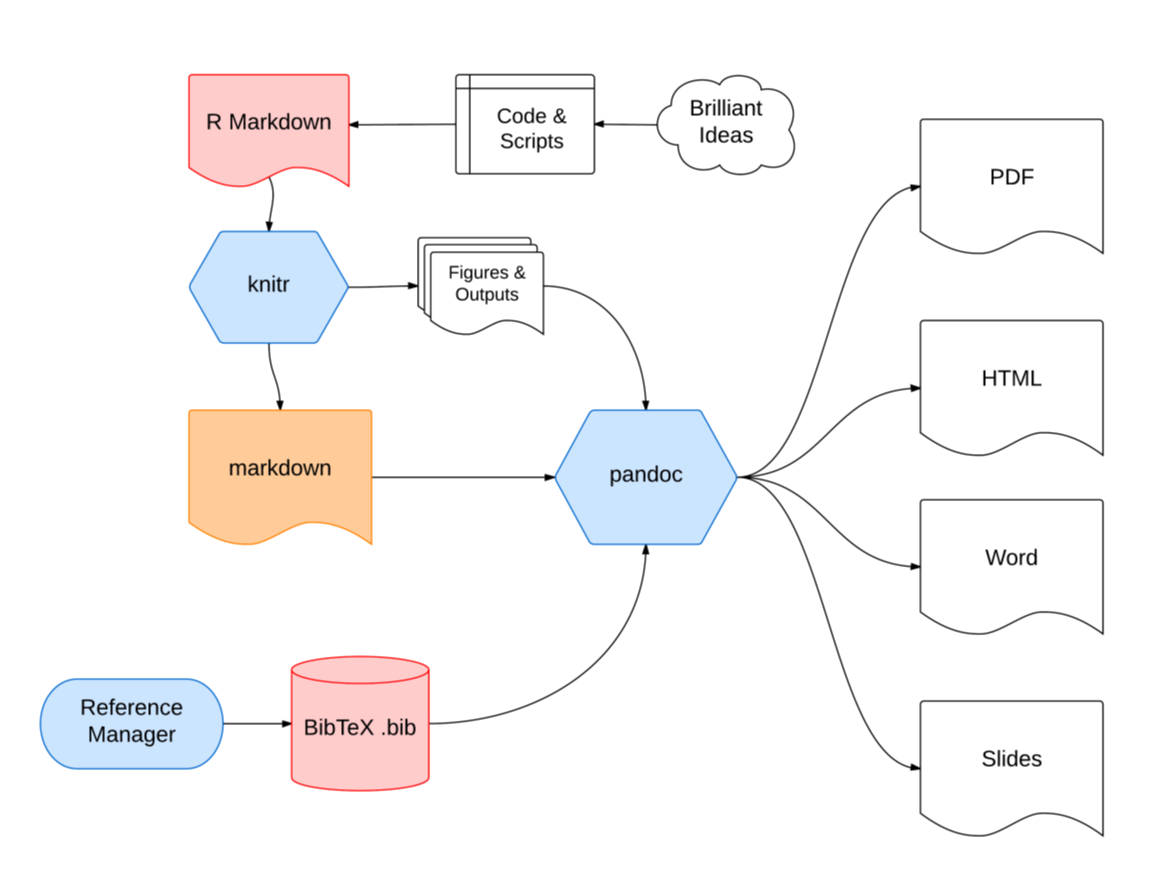 R Markdown
Code &
Scripts
Brilliant
Ideas
knitr
Figures &
Outputs
markdown
pandoc
Reference
Manager
BibTeX .bib
PDF
HTML
Word
Slides